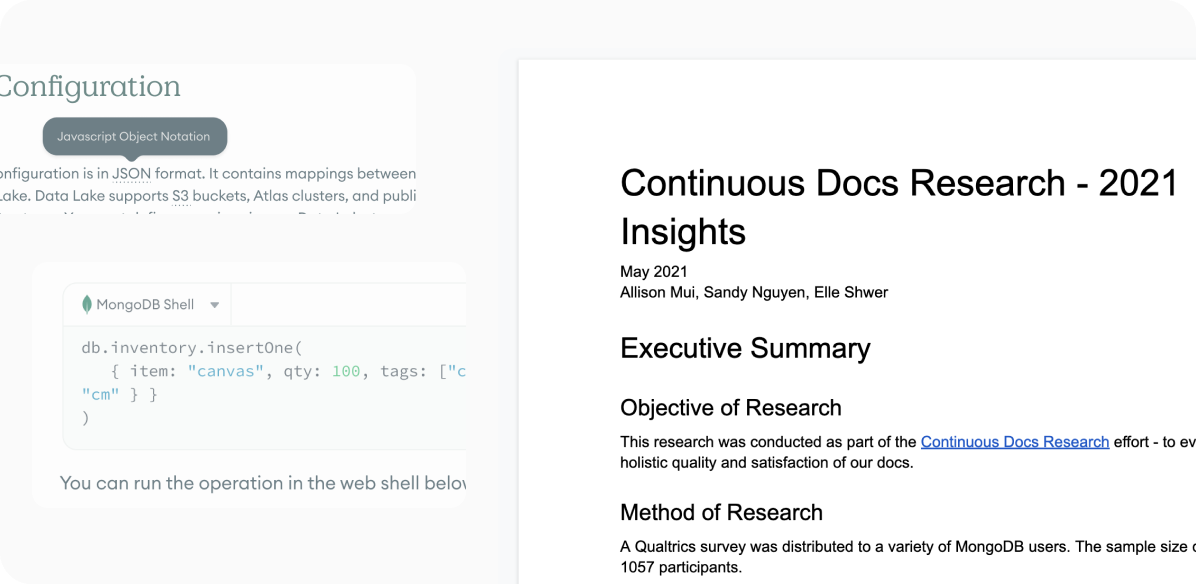 Configuration
Javascript Object Notation
onfiguration is in JSON format. It contains mappings between
Lake. Data Lake supports S3 buckets, Atlas clusters, and publi
MongoDB Shell
db.inventory.insertOne(
{ item: "canvas", qty: 100, tags: ["c
"cm" } }
)
You can run the operation in the web shell below
Continuous Docs Research - 2021
Insights
May 2021
Allison Mui, Sandy Nguyen, Elle Shwer
Executive Summary
Objective of Research
This research was conducted as part of the Continuous Docs Research effort - to ev
holistic quality and satisfaction of our docs.
Method of Research
A Qualtrics survey was distributed to a variety of MongoDB users. The sample size
1057 participants.